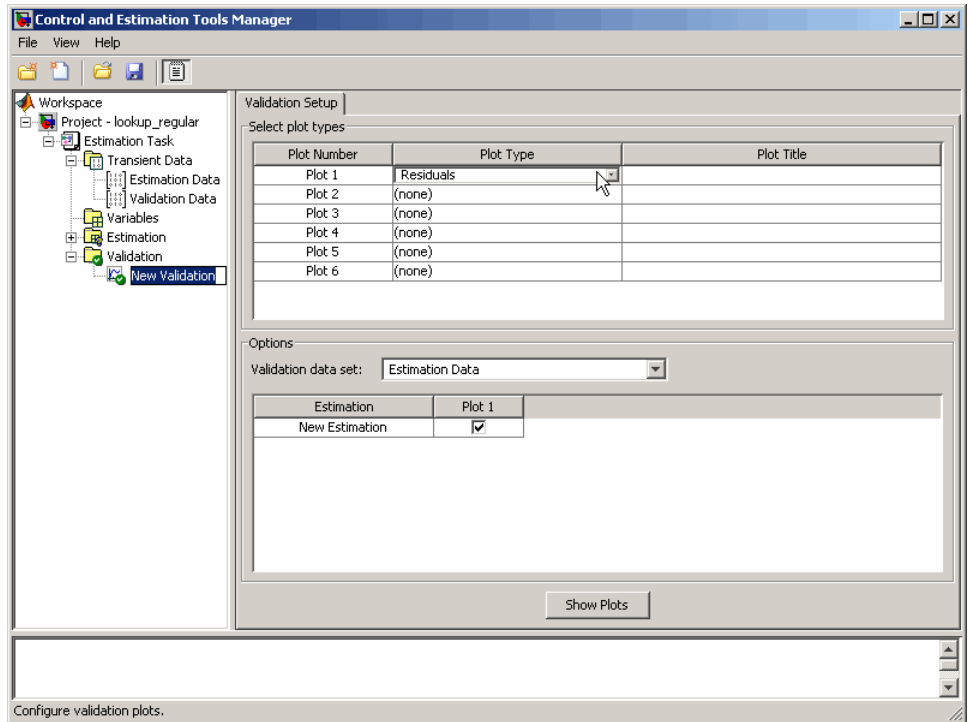 Control and Estimation Tools Manager
File View Help
Workspace
Project - lookup_regular
Estimation Task
Transient Data
Estimation Data
Validation Data
Variables
Estimation
Validation
New Validation
Validation Setup
Select plot types
Plot Number Plot Type Plot Title
Plot 1 Residuals
Plot 2 (none)
Plot 3 (none)
Plot 4 (none)
Plot 5 (none)
Plot 6 (none)
Options
Validation data set: Estimation Data
Estimation Plot 1
New Estimation
Show Plots
Configure validation plots.